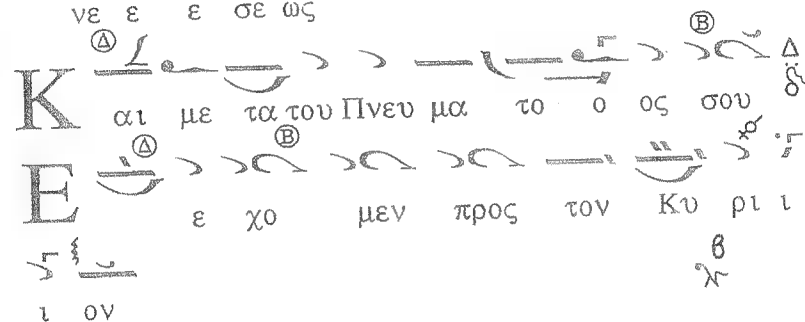 νε ε ε σε ως
Δ Β Δ
Κ αι με τα του Πνευ μα το ο ος σου
Δ Β
Ε ε χο μεν προς τον Κυ ρι ι
ι ον